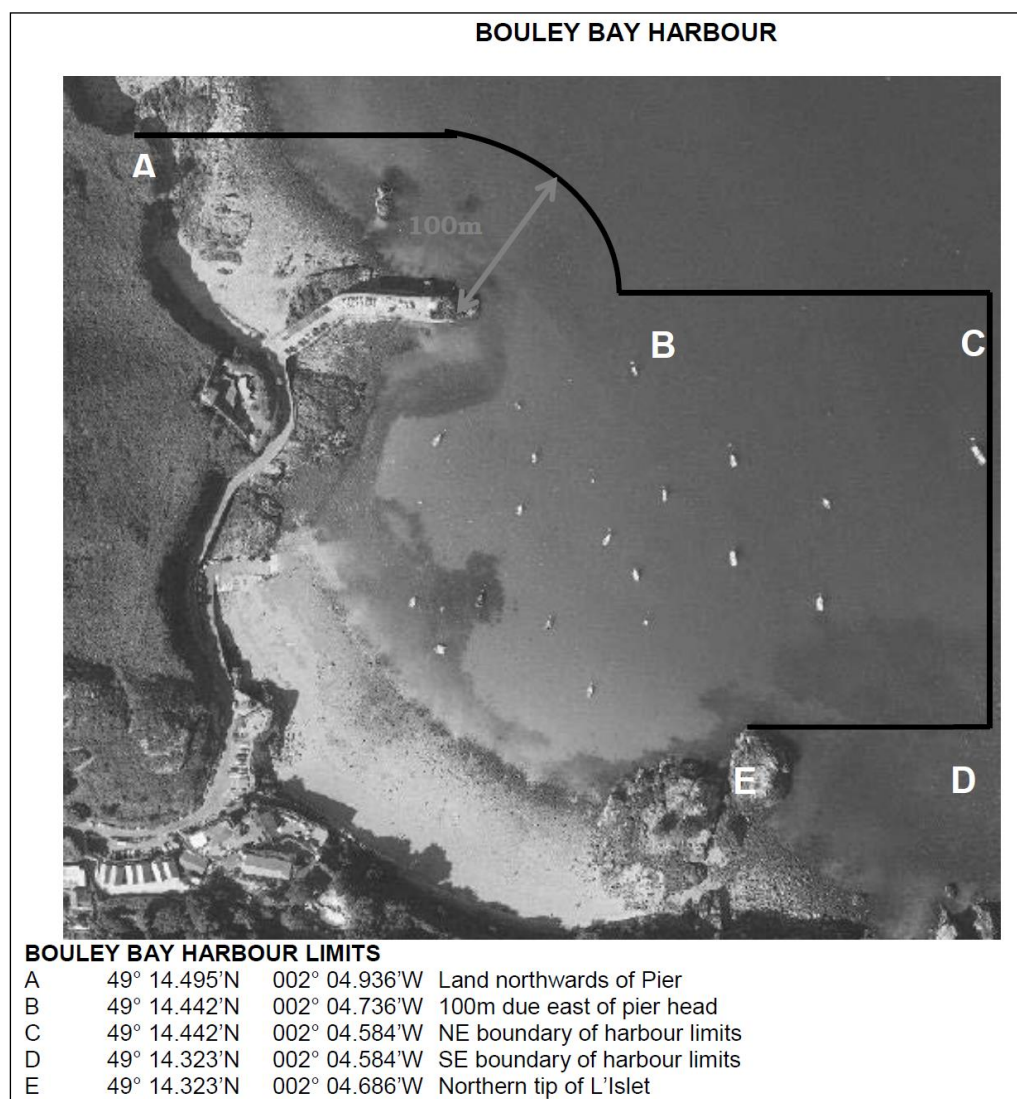 BOULEY BAY HARBOUR
A
100m
B
C
E
D
BOULEY BAY HARBOUR LIMITS
A 49° 14.495’N 002° 04.936’W Land northwards of Pier
B 49° 14.442’N 002° 04.736’W 100m due east of pier head
C 49° 14.442’N 002° 04.584’W NE boundary of harbour limits
D 49° 14.323’N 002° 04.584’W SE boundary of harbour limits
E 49° 14.323’N 002° 04.686’W Northern tip of L’Islet